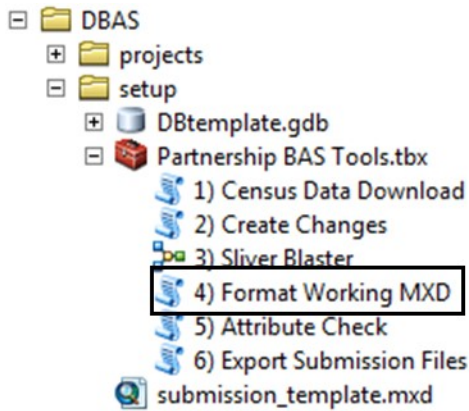 DBAS
projects
setup
DBtemplate.gdb
Partnership BAS Tools.tbx
1) Census Data Download
2) Create Changes
3) Sliver Blaster
4) Format Working MXD
5) Attribute Check
6) Export Submission Files
submission_template.mxd